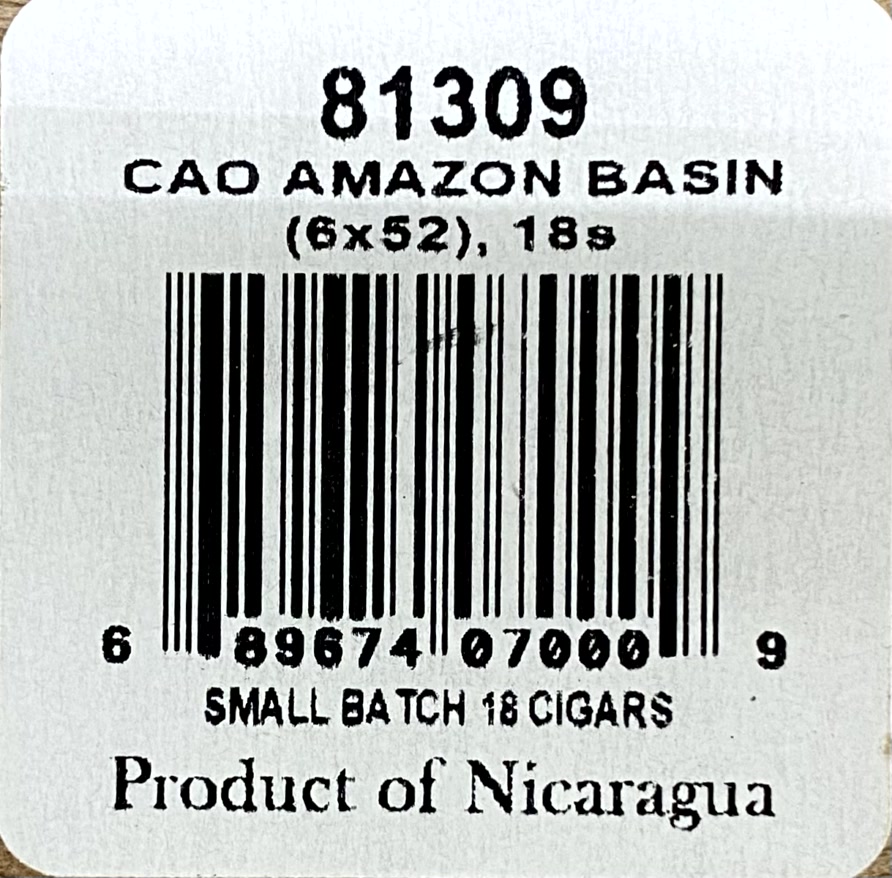 81309
CAO AMAZON BASIN
(6x52), 18s
6 89674 07000 9
SMALL BATCH 18 CIGARS
Product of Nicaragua